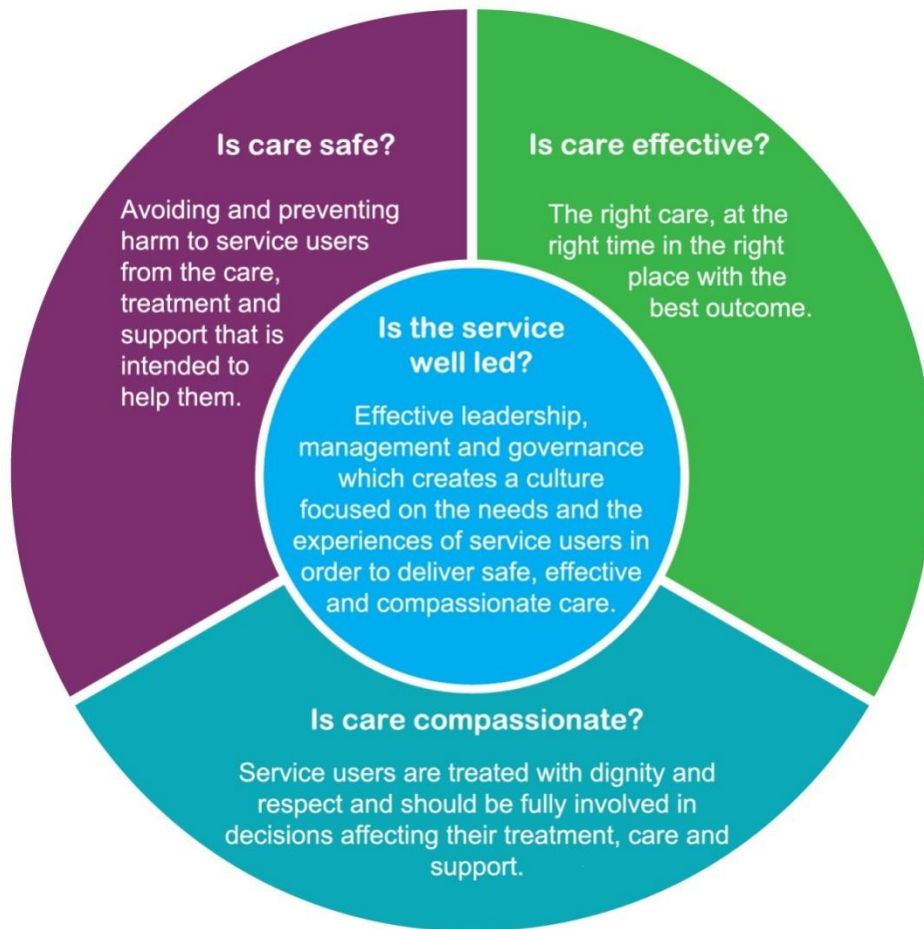 Is care safe?
Avoiding and preventing
harm to service users
from the care,
treatment and
support that is
intended to
help them.
Is care effective?
The right care, at the
right time in the right
place with the
best outcome.
Is the service
well led?
Effective leadership,
management and governance
which creates a culture
focused on the needs and the
experiences of service users in
order to deliver safe, effective
and compassionate care.
Is care compassionate?
Service users are treated with dignity and
respect and should be fully involved in
decisions affecting their treatment, care and
support.